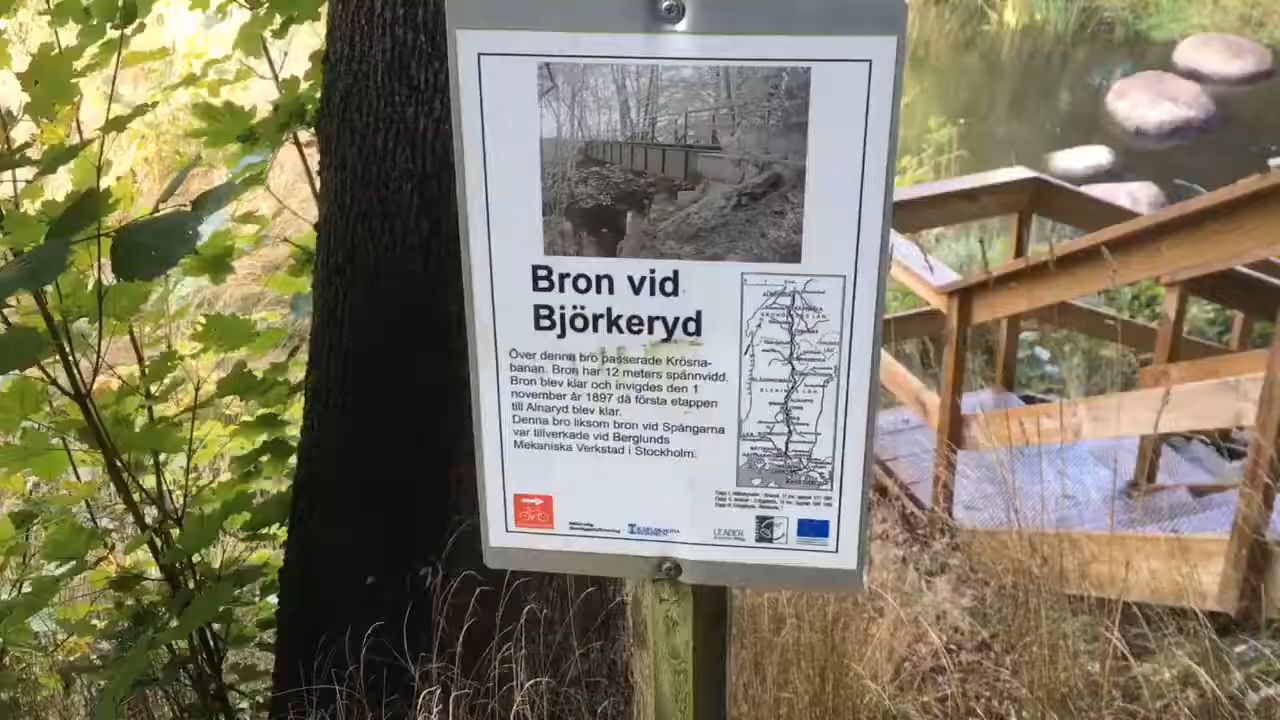 Bron vid
Björkeryd
Över denna bro passerade Krösna-
banan. Bron har 12 meters spännvidd.
Bron blev klar och invigdes den 1
november år 1897 då första etappen
till Alnaryd blev klar.
Denna bro liksom bron vid Spångarna
var tillverkade vid Berglunds
Mekaniska Verkstad i Stockholm.
KARLSKRONA
LEADER